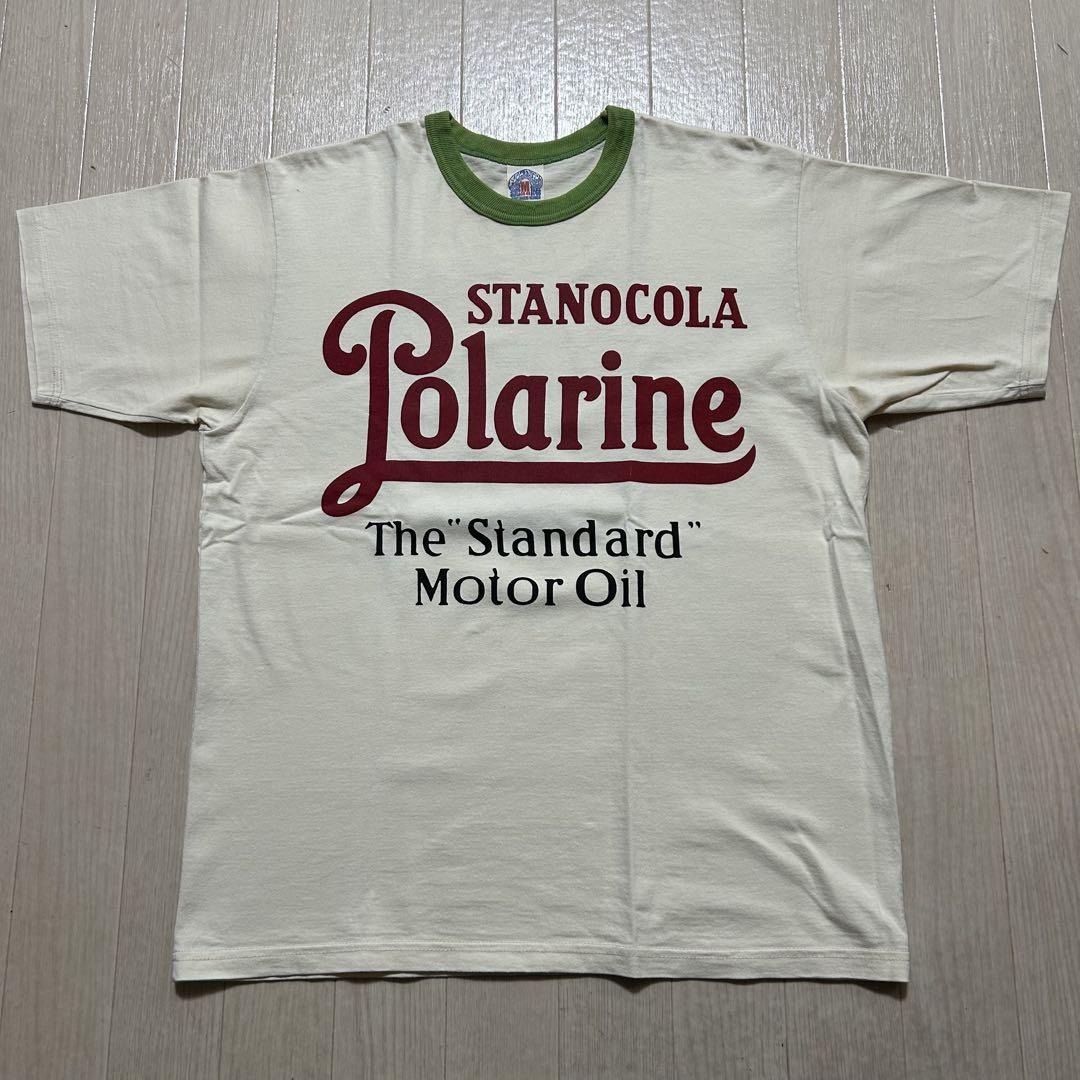 STANOCOLA
Polarine
The "Standard"
Motor Oil
M